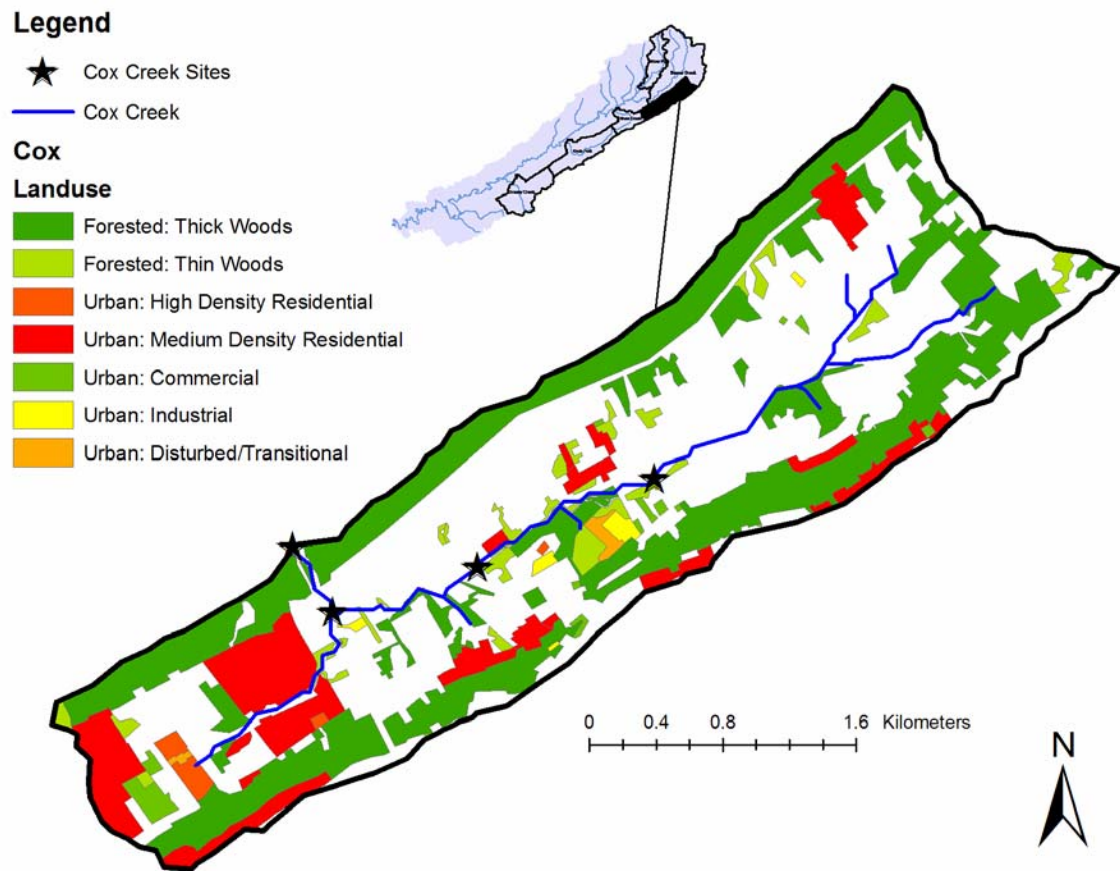 Legend
Cox Creek Sites
Cox Creek
Cox
Landuse
Forested: Thick Woods
Forested: Thin Woods
Urban: High Density Residential
Urban: Medium Density Residential
Urban: Commercial
Urban: Industrial
Urban: Disturbed/Transitional
0 0.4 0.8 1.6 Kilometers
N